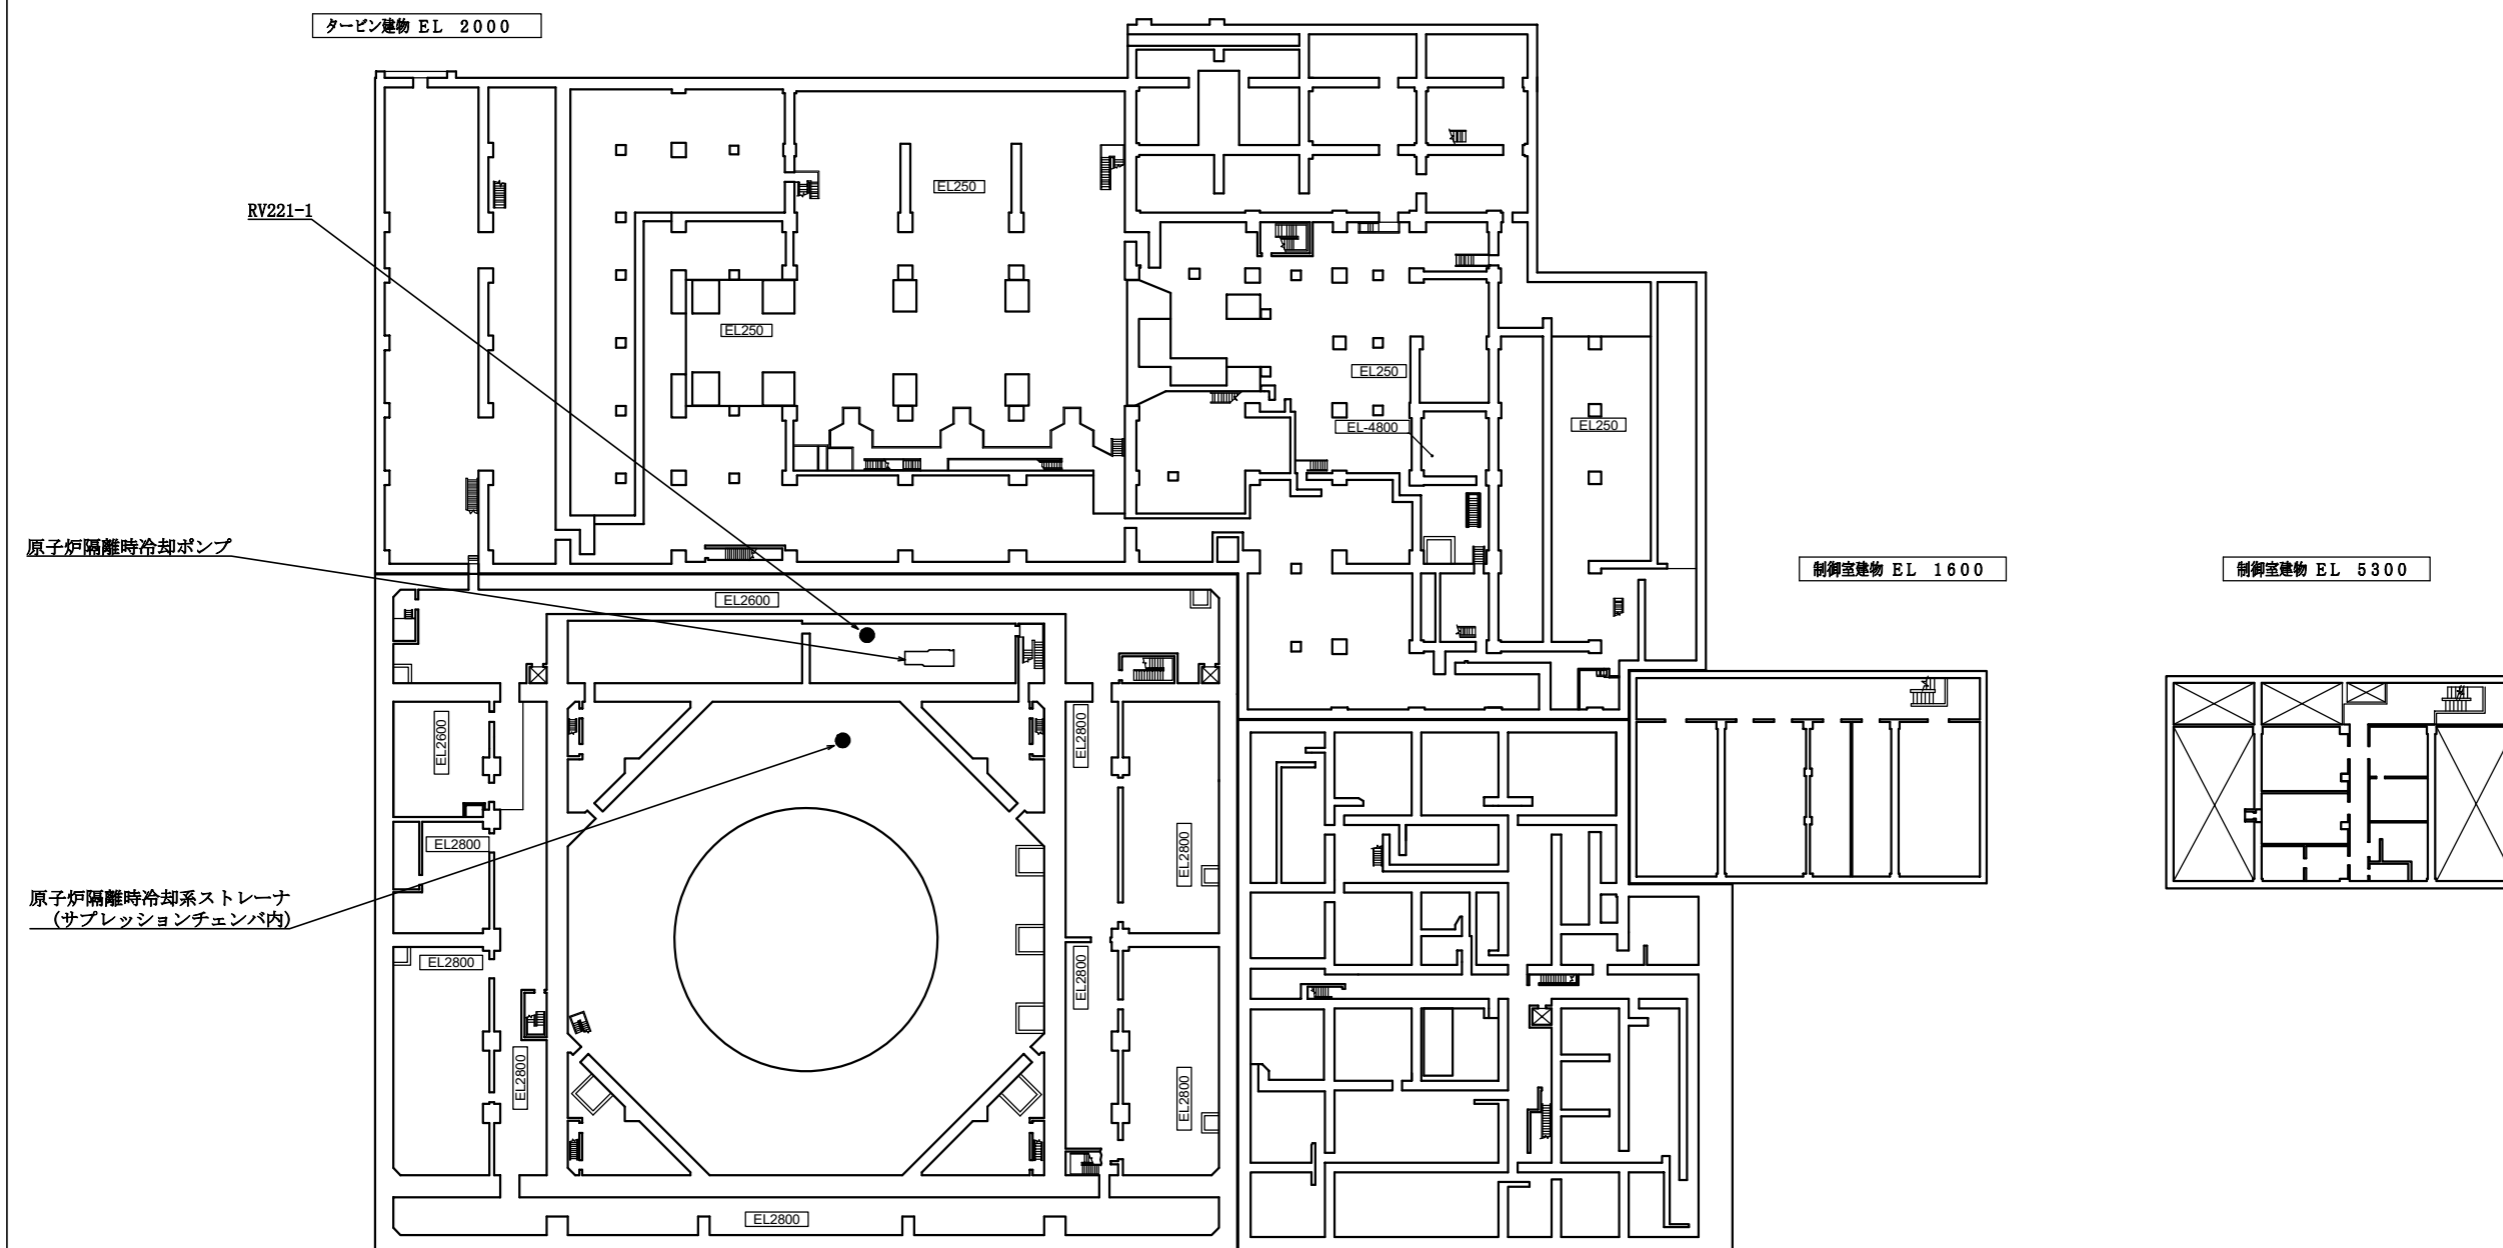 タービン建物 EL 2000
EL250
RV221-1
EL250
EL250
EL250
EL-4800
原子炉隔離時冷却ポンプ
制御室建物 EL 1600
制御室建物 EL 5300
EL2600
EL2600
EL2800
EL2800
EL2800
原子炉隔離時冷却系ストレーナ
(サプレッションチェンバ内)
EL2800
EL2800
EL2800
EL2800
EL2800